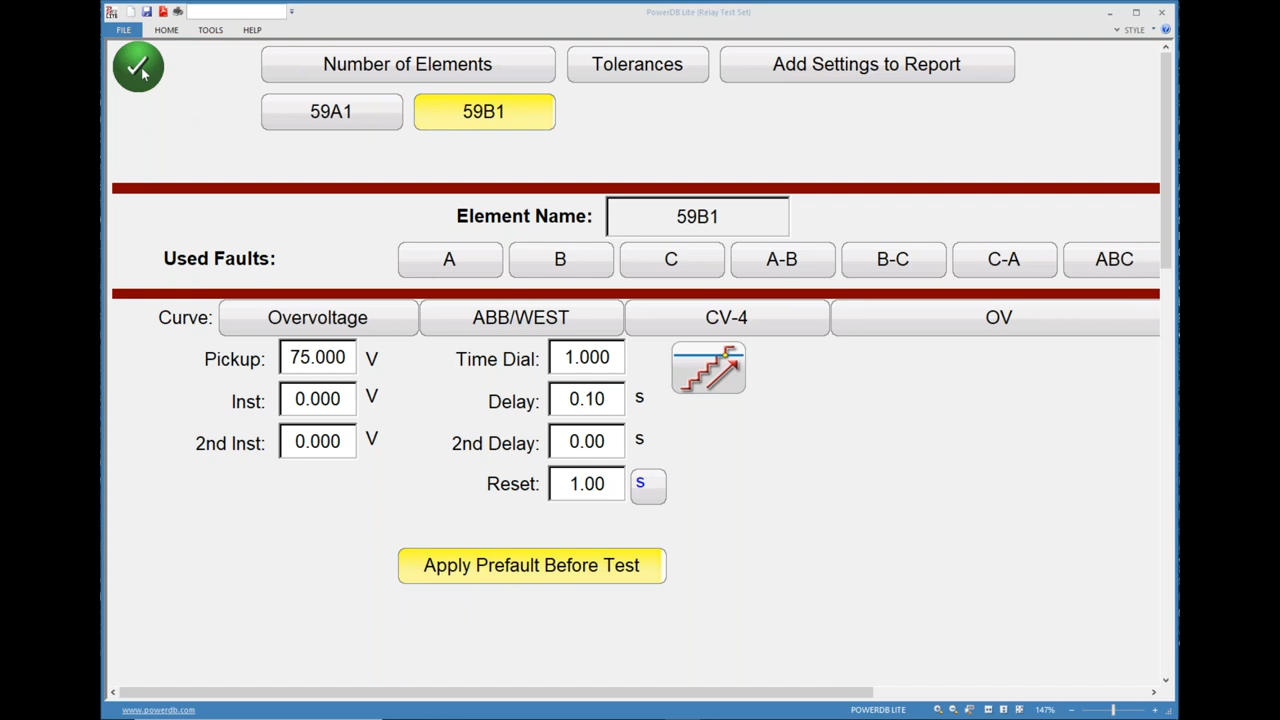 PowerDB Lite (Relay Test Set)
FILE HOME TOOLS HELP STYLE
Number of Elements Tolerances Add Settings to Report
59A1 59B1
Element Name: 59B1
Used Faults: A B C A-B B-C C-A ABC
Curve: Overvoltage ABB/WEST CV-4 OV
Pickup: 75.000 V Time Dial: 1.000
Inst: 0.000 V Delay: 0.10 s
2nd Inst: 0.000 V 2nd Delay: 0.00 s
Reset: 1.00 s
Apply Prefault Before Test
www.powerdb.com POWERDB LITE 147%